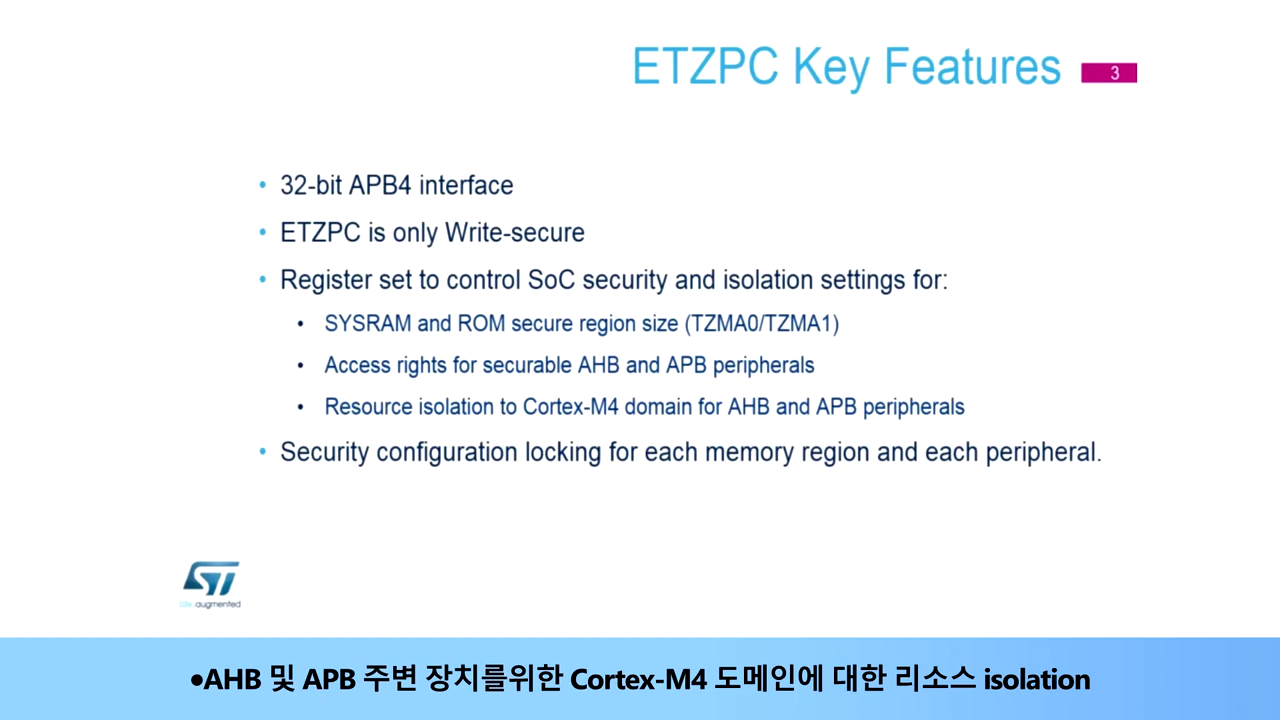 ETZPC Key Features
3
• 32-bit APB4 interface
• ETZPC is only Write-secure
• Register set to control SoC security and isolation settings for:
• SYSRAM and ROM secure region size (TZMA0/TZMA1)
• Access rights for securable AHB and APB peripherals
• Resource isolation to Cortex-M4 domain for AHB and APB peripherals
• Security configuration locking for each memory region and each peripheral.
ST
life.augmented
•AHB 및 APB 주변 장치를위한 Cortex-M4 도메인에 대한 리소스 isolation